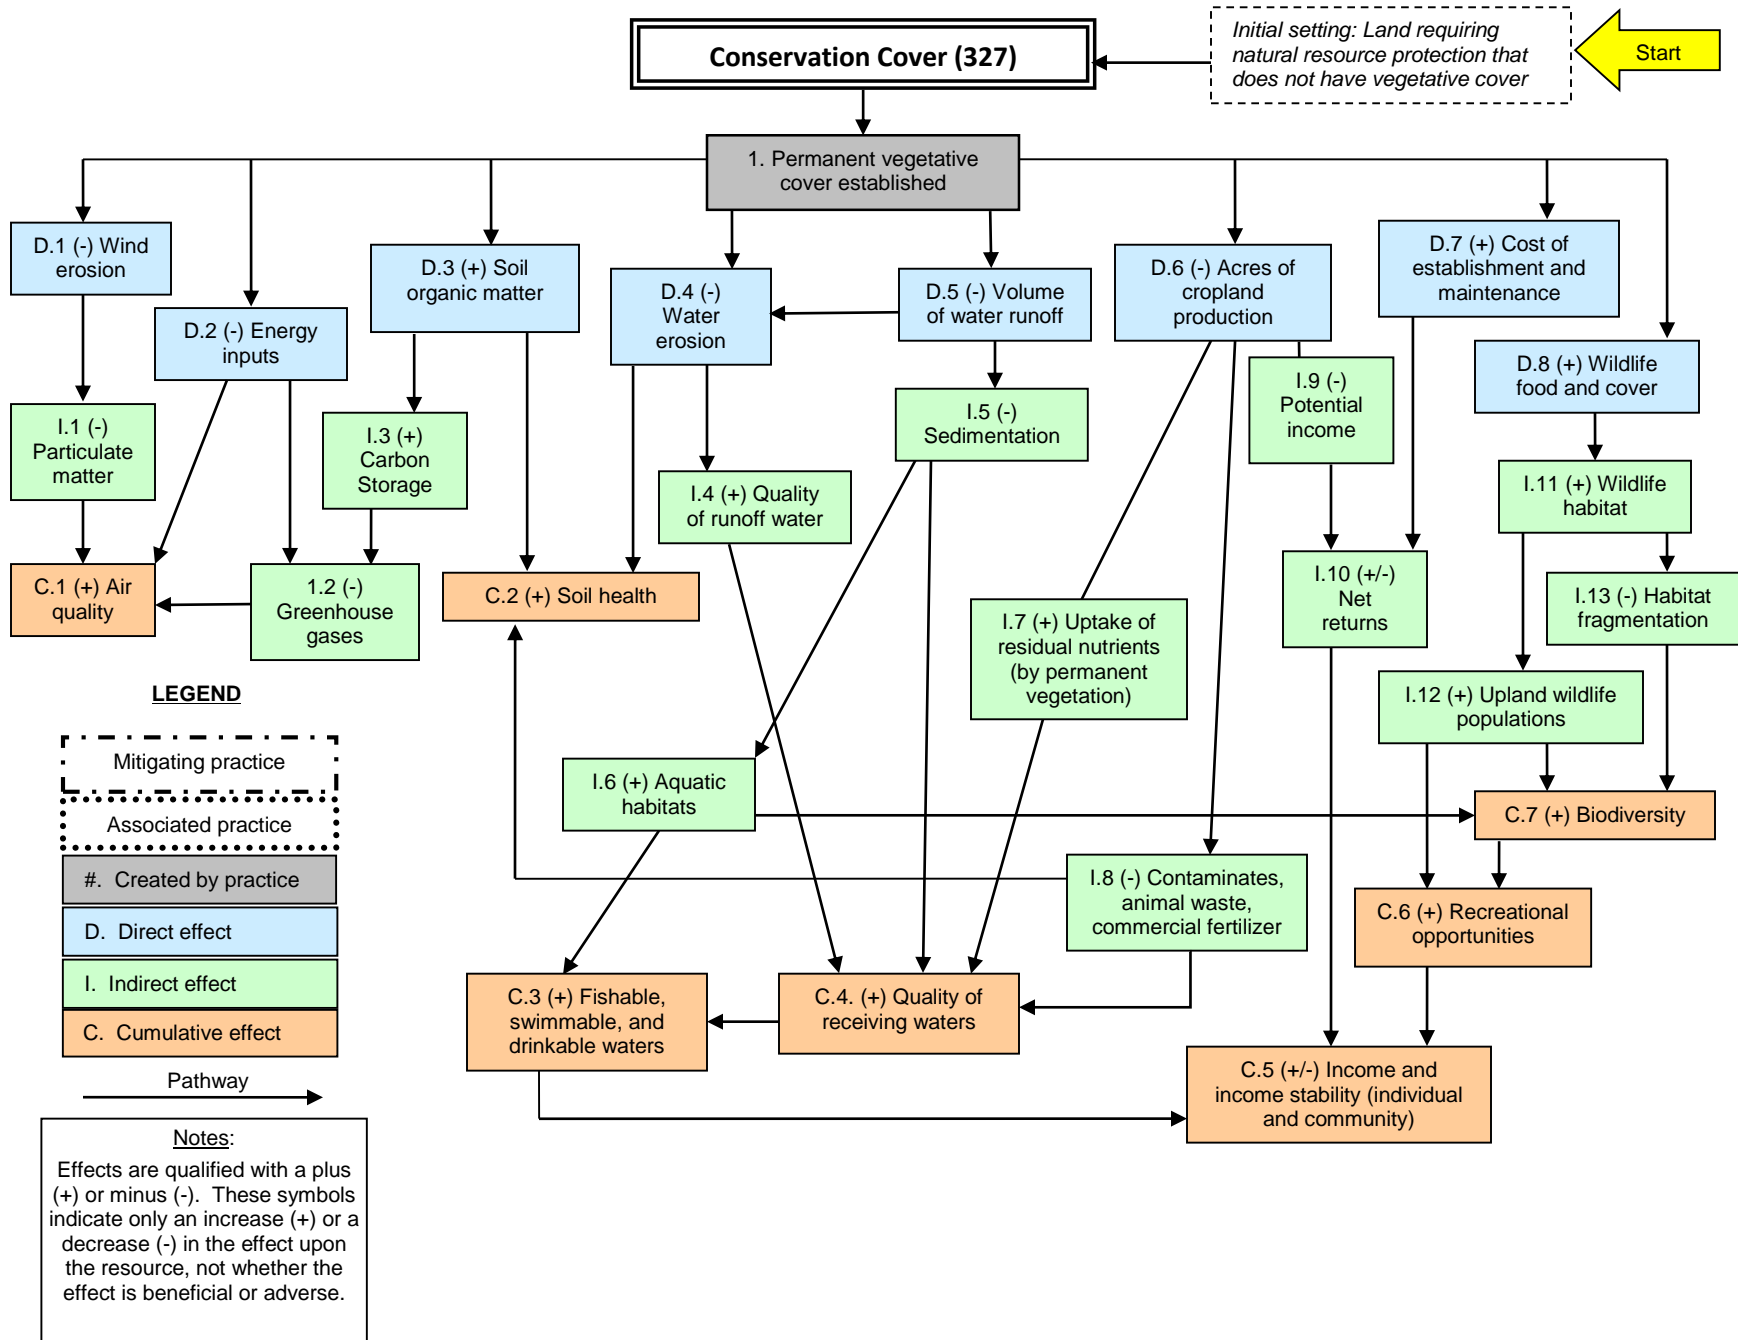 Conservation Cover (327)
Initial setting: Land requiring
natural resource protection that
does not have vegetative cover
Start
1. Permanent vegetative
cover established
D.1 (-) Wind
erosion
D.2 (-) Energy
inputs
D.3 (+) Soil
organic matter
D.4 (-)
Water
erosion
D.5 (-) Volume
of water runoff
D.6 (-) Acres of
cropland
production
D.7 (+) Cost of
establishment and
maintenance
D.8 (+) Wildlife
food and cover
I.1 (-)
Particulate
matter
I.3 (+)
Carbon
Storage
I.4 (+) Quality
of runoff water
I.5 (-)
Sedimentation
I.9 (-)
Potential
income
I.11 (+) Wildlife
habitat
C.1 (+) Air
quality
1.2 (-)
Greenhouse
gases
C.2 (+) Soil health
I.7 (+) Uptake of
residual nutrients
(by permanent
vegetation)
I.10 (+/-)
Net
returns
I.13 (-) Habitat
fragmentation
I.12 (+) Upland wildlife
populations
I.6 (+) Aquatic
habitats
C.7 (+) Biodiversity
I.8 (-) Contaminates,
animal waste,
commercial fertilizer
C.6 (+) Recreational
opportunities
C.3 (+) Fishable,
swimmable, and
drinkable waters
C.4. (+) Quality of
receiving waters
C.5 (+/-) Income and
income stability (individual
and community)
LEGEND
Mitigating practice
Associated practice
#. Created by practice
D. Direct effect
I. Indirect effect
C. Cumulative effect
Pathway
Notes:
Effects are qualified with a plus
(+) or minus (-). These symbols
indicate only an increase (+) or a
decrease (-) in the effect upon
the resource, not whether the
effect is beneficial or adverse.